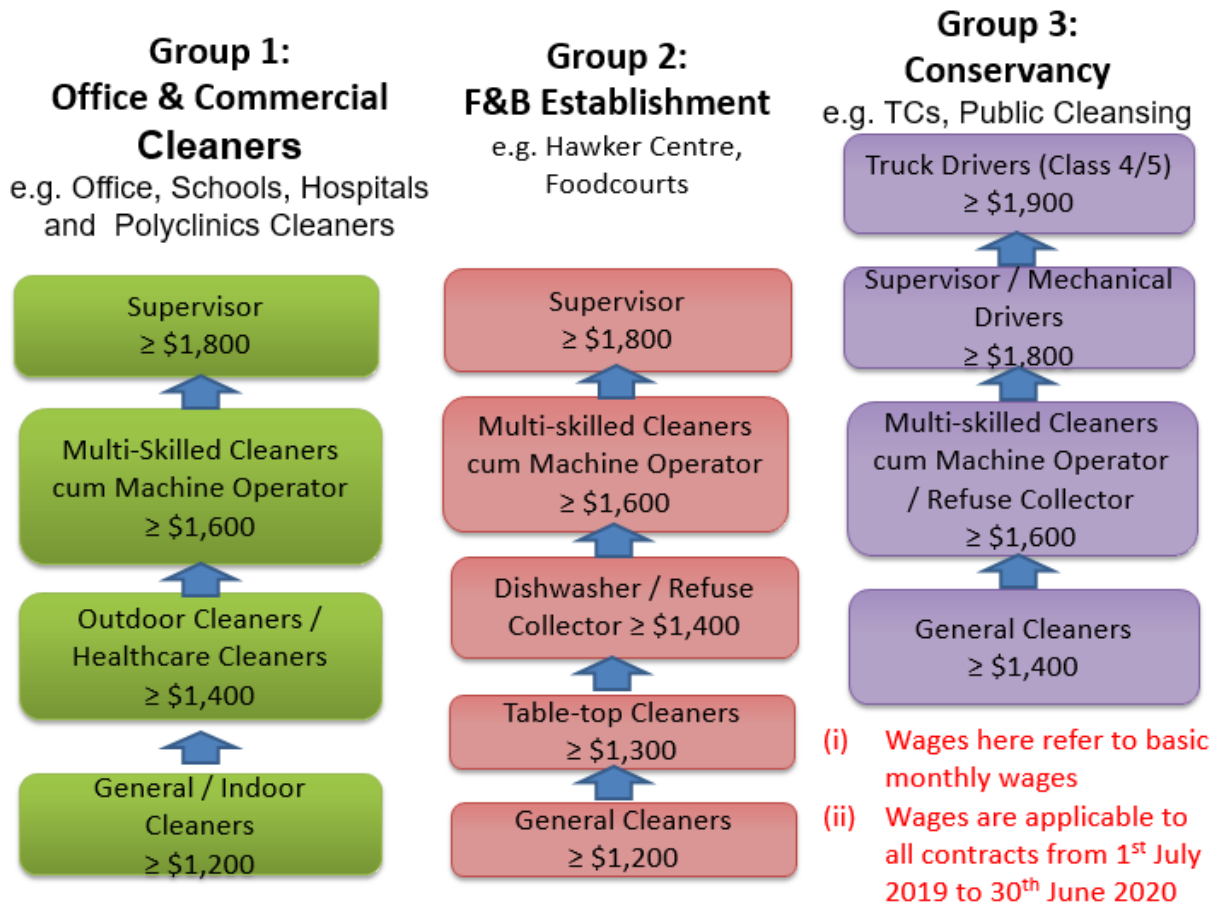 Group 1:
Office & Commercial
Cleaners
e.g. Office, Schools, Hospitals
and Polyclinics Cleaners
Supervisor
≥ $1,800
Multi-Skilled Cleaners
cum Machine Operator
≥ $1,600
Outdoor Cleaners /
Healthcare Cleaners
≥ $1,400
General / Indoor
Cleaners
≥ $1,200
Group 2:
F&B Establishment
e.g. Hawker Centre,
Foodcourts
Supervisor
≥ $1,800
Multi-skilled Cleaners
cum Machine Operator
≥ $1,600
Dishwasher / Refuse
Collector ≥ $1,400
Table-top Cleaners
≥ $1,300
General Cleaners
≥ $1,200
Group 3:
Conservancy
e.g. TCs, Public Cleansing
Truck Drivers (Class 4/5)
≥ $1,900
Supervisor / Mechanical
Drivers
≥ $1,800
Multi-skilled Cleaners
cum Machine Operator
/ Refuse Collector
≥ $1,600
General Cleaners
≥ $1,400
(i) Wages here refer to basic
monthly wages
(ii) Wages are applicable to
all contracts from 1st July
2019 to 30th June 2020